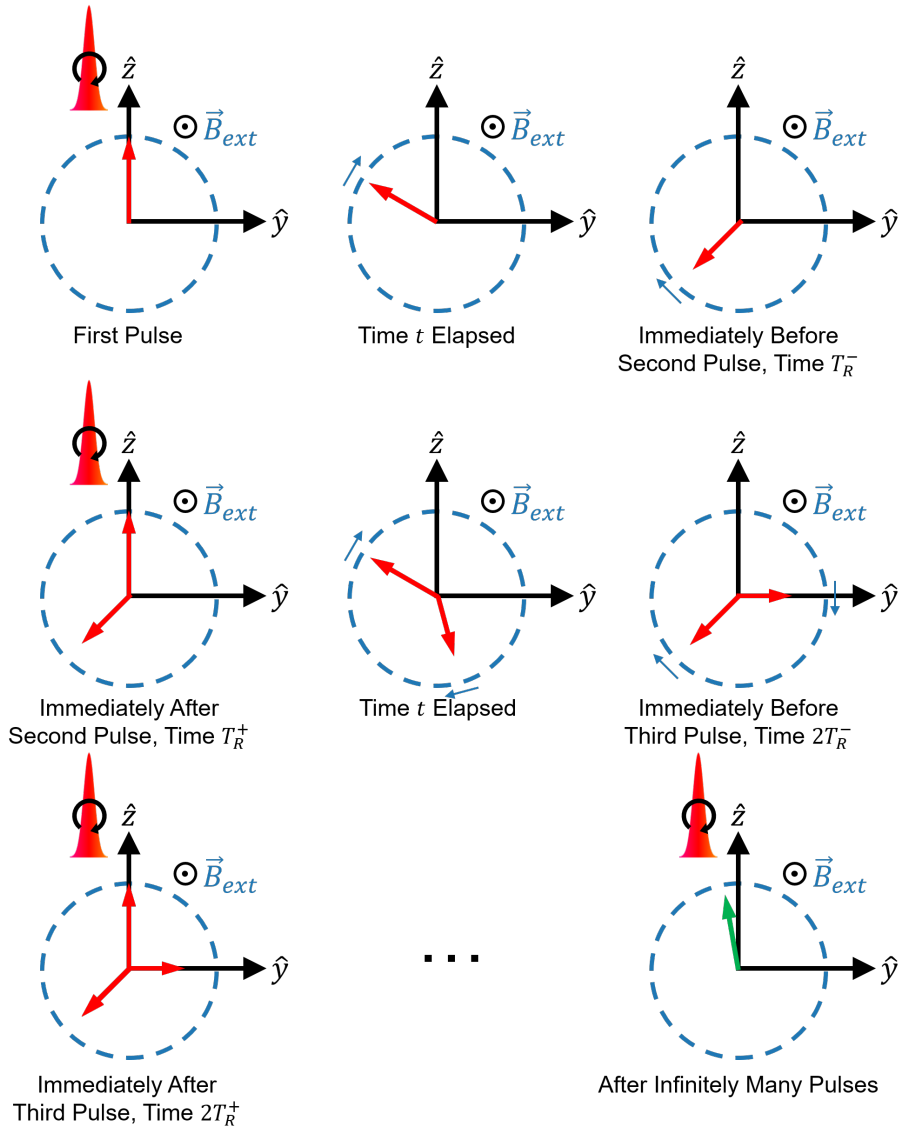 ẑ ẑ ẑ
B⃗ext B⃗ext B⃗ext
ŷ ŷ ŷ
First Pulse
Time t Elapsed
Immediately Before
Second Pulse, Time T_R^-
ẑ ẑ ẑ
B⃗ext B⃗ext B⃗ext
ŷ ŷ ŷ
Immediately After
Second Pulse, Time T_R^+
Time t Elapsed
Immediately Before
Third Pulse, Time 2T_R^-
ẑ ẑ
B⃗ext B⃗ext
ŷ ... ŷ
Immediately After
Third Pulse, Time 2T_R^+
After Infinitely Many Pulses